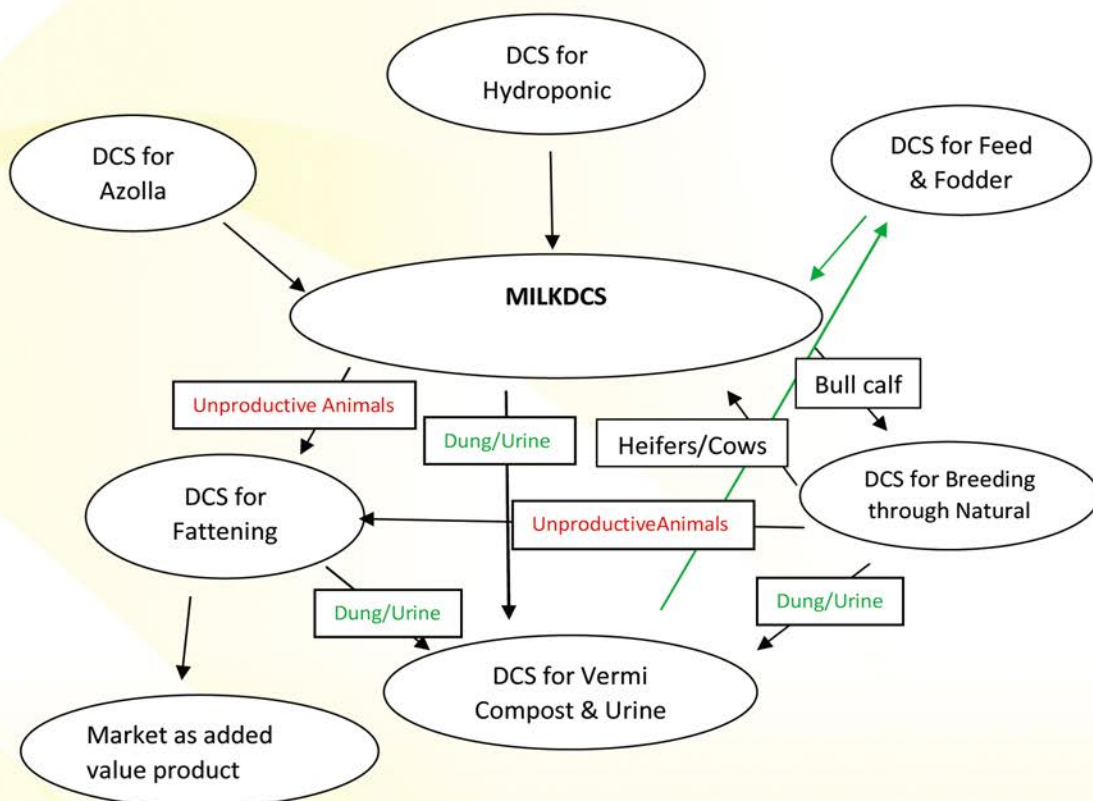 DCS for
Hydroponic
DCS for
Azolla
DCS for Feed
& Fodder
MILKDCS
Unproductive Animals
Bull calf
Dung/Urine
Heifers/Cows
DCS for
Fattening
DCS for Breeding
through Natural
UnproductiveAnimals
Dung/Urine
Dung/Urine
DCS for Vermi
Compost & Urine
Market as added
value product